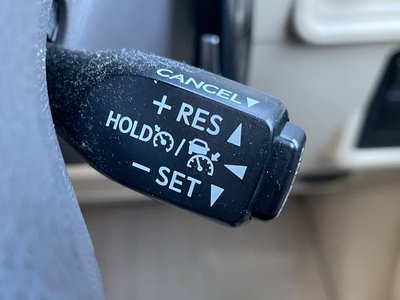 CANCEL▼
+ RES ▲
HOLD /
− SET ▼